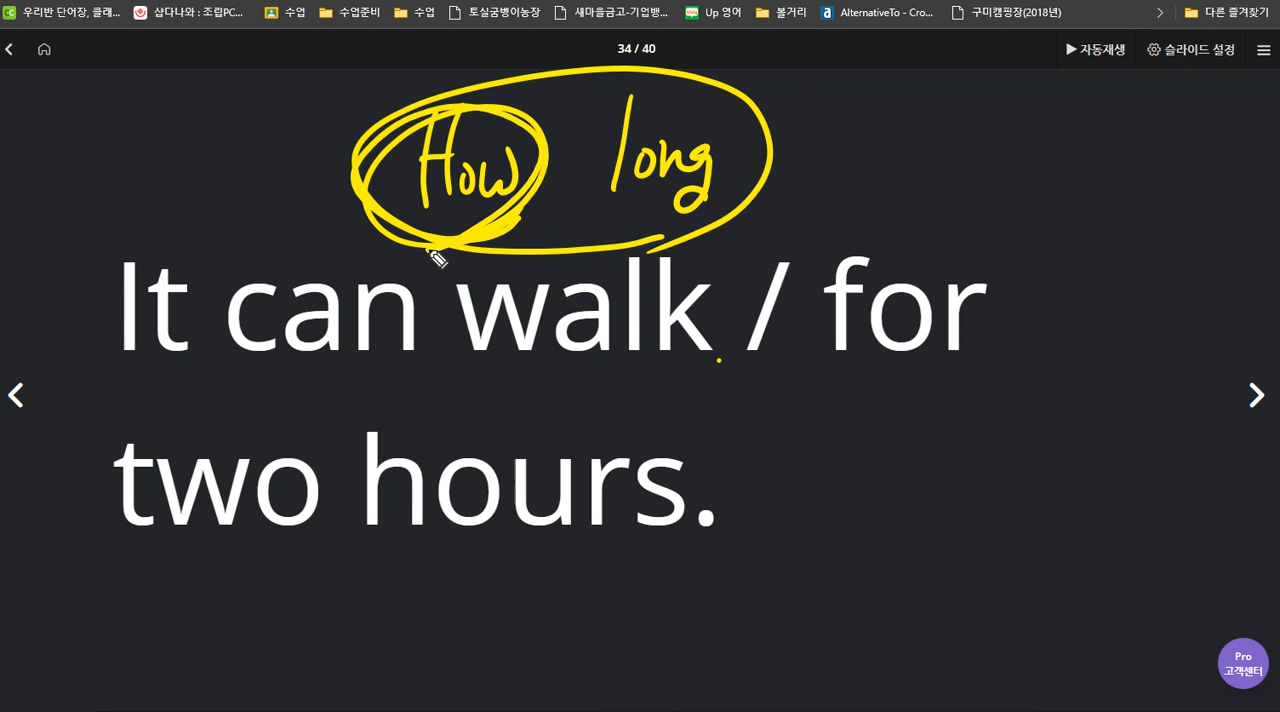 우리반 단어장, 클래... 샵다나와 : 조립PC... 수업 수업준비 수업 토실굼벵이농장 새마을금고-기업뱅... Up 영어 볼거리 AlternativeTo - Cro... 구미캠핑장(2018년) 다른 즐겨찾기
34 / 40 자동재생 슬라이드 설정
How long
It can walk / for
two hours.
Pro
고객센터